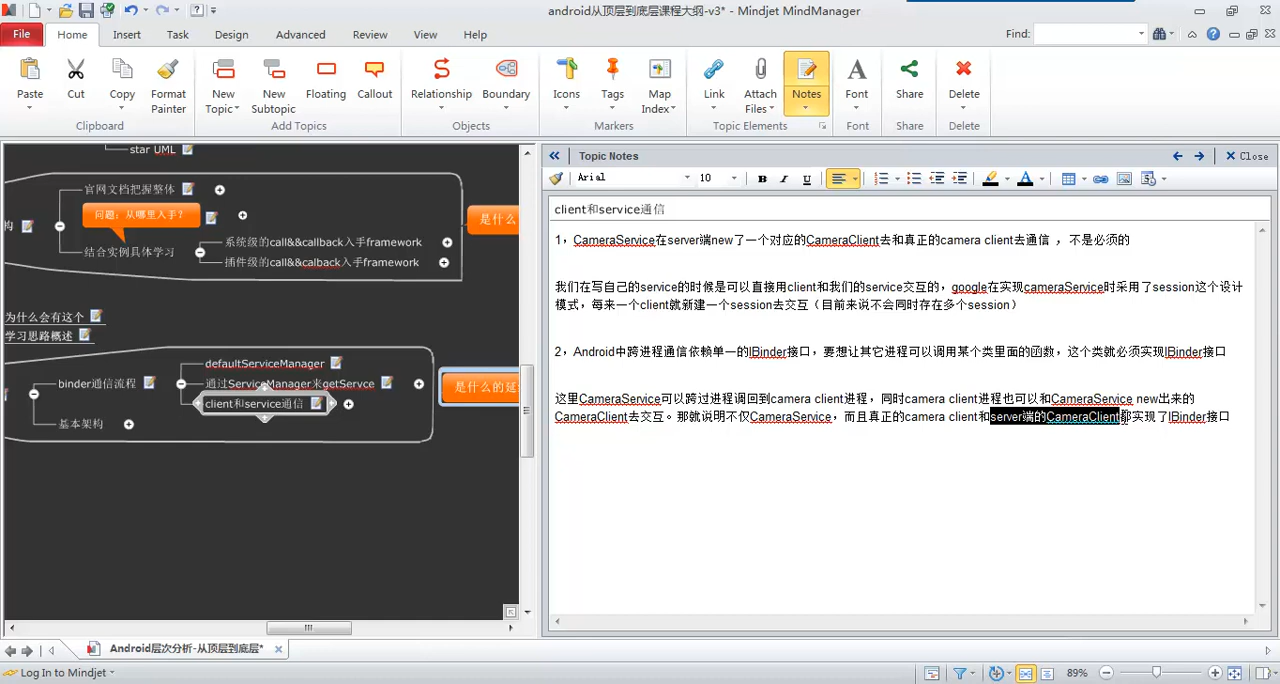 android从顶层到底层课程大纲-v3* - Mindjet MindManager
File Home Insert Task Design Advanced Review View Help Find:
Paste Cut Copy Format Painter
Clipboard
New Topic New Subtopic Floating Callout
Add Topics
Relationship Boundary
Objects
Icons Tags Map Index
Markers
Link Attach Files Notes
Topic Elements
Font
Font
Share
Share
Delete
Delete
star UML
官网文档把握整体
问题：从哪里入手？
构
结合实例具体学习
系统级的call&&callback入手framework
插件级的call&&calback入手framework
是什么
为什么会有这个
学习思路概述
defaultServiceManager
binder通信流程
通过ServiceManager来getServce
client和service通信
基本架构
是什么的延
Topic Notes Close
Arial 10 B I U
client和service通信
1，CameraService在server端new了一个对应的CameraClient去和真正的camera client去通信 ，不是必须的
我们在写自己的service的时候是可以直接用client和我们的service交互的，google在实现cameraService时采用了session这个设计
模式，每来一个client就新建一个session去交互（目前来说不会同时存在多个session）
2，Android中跨进程通信依赖单一的IBinder接口，要想让其它进程可以调用某个类里面的函数，这个类就必须实现IBinder接口
这里CameraService可以跨过进程调回到camera client进程，同时camera client进程也可以和CameraService new出来的
CameraClient去交互。那就说明不仅CameraService，而且真正的camera client和server端的CameraClient都实现了IBinder接口
Android层次分析-从顶层到底层*
Log In to Mindjet 89%